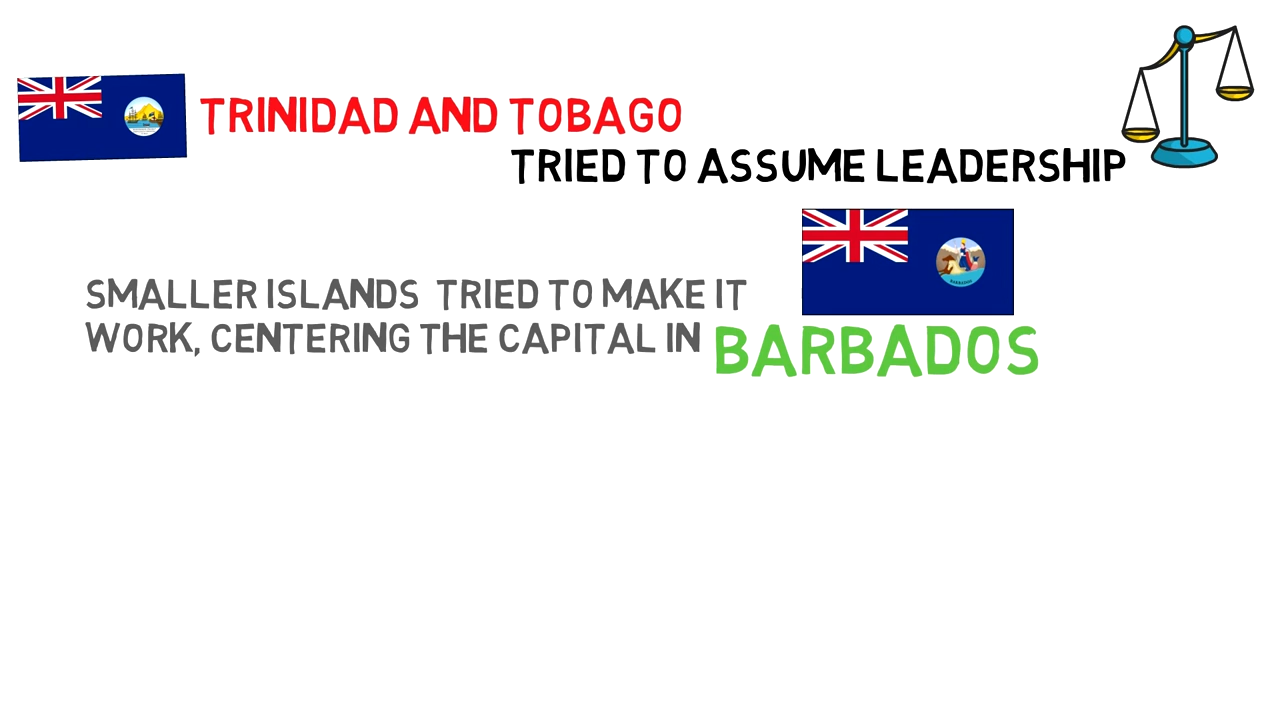 TRINIDAD AND TOBAGO
TRIED TO ASSUME LEADERSHIP
SMALLER ISLANDS TRIED TO MAKE IT
WORK, CENTERING THE CAPITAL IN
BARBADOS